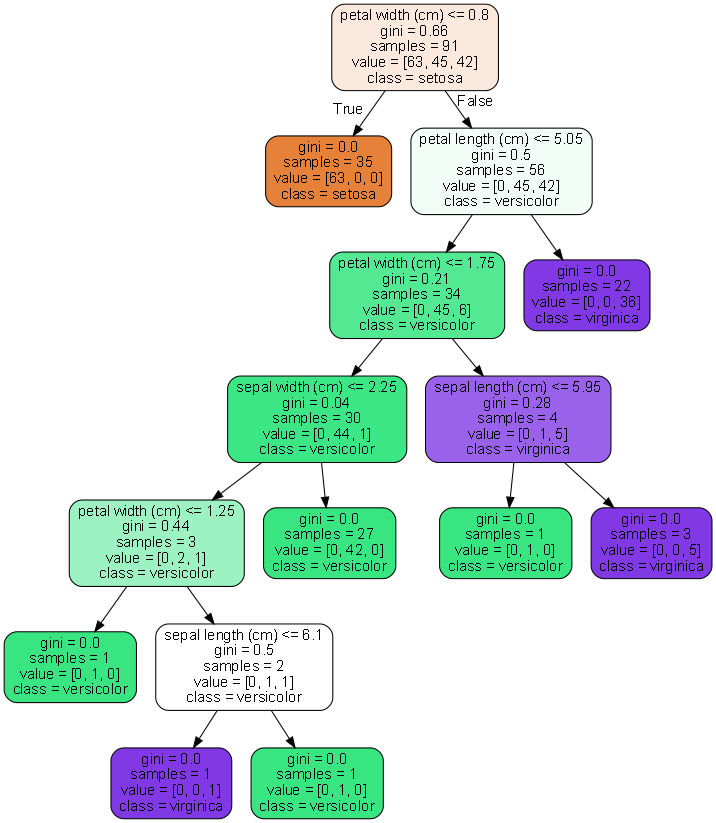 petal width (cm) <= 0.8
gini = 0.66
samples = 91
value = [63, 45, 42]
class = setosa
True
False
gini = 0.0
samples = 35
value = [63, 0, 0]
class = setosa
petal length (cm) <= 5.05
gini = 0.5
samples = 56
value = [0, 45, 42]
class = versicolor
petal width (cm) <= 1.75
gini = 0.21
samples = 34
value = [0, 45, 6]
class = versicolor
gini = 0.0
samples = 22
value = [0, 0, 36]
class = virginica
sepal width (cm) <= 2.25
gini = 0.04
samples = 30
value = [0, 44, 1]
class = versicolor
sepal length (cm) <= 5.95
gini = 0.28
samples = 4
value = [0, 1, 5]
class = virginica
petal width (cm) <= 1.25
gini = 0.44
samples = 3
value = [0, 2, 1]
class = versicolor
gini = 0.0
samples = 27
value = [0, 42, 0]
class = versicolor
gini = 0.0
samples = 1
value = [0, 1, 0]
class = versicolor
gini = 0.0
samples = 3
value = [0, 0, 5]
class = virginica
gini = 0.0
samples = 1
value = [0, 1, 0]
class = versicolor
sepal length (cm) <= 6.1
gini = 0.5
samples = 2
value = [0, 1, 1]
class = versicolor
gini = 0.0
samples = 1
value = [0, 0, 1]
class = virginica
gini = 0.0
samples = 1
value = [0, 1, 0]
class = versicolor